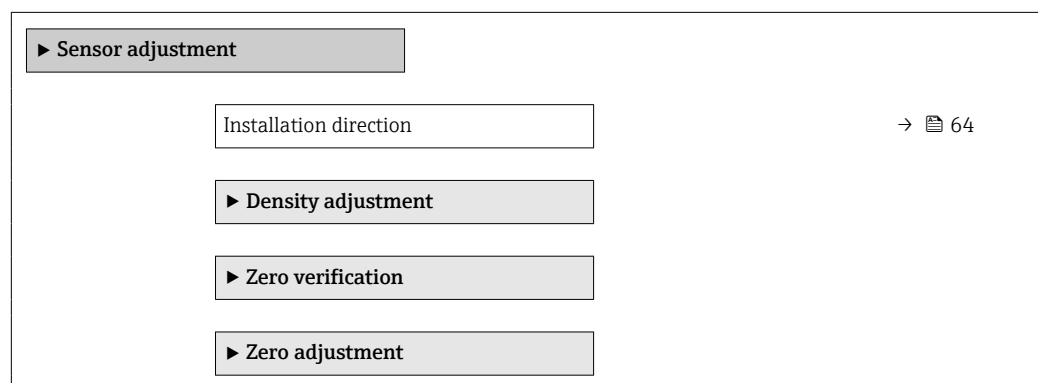 ▶ Sensor adjustment
Installation direction → 64
▶ Density adjustment
▶ Zero verification
▶ Zero adjustment